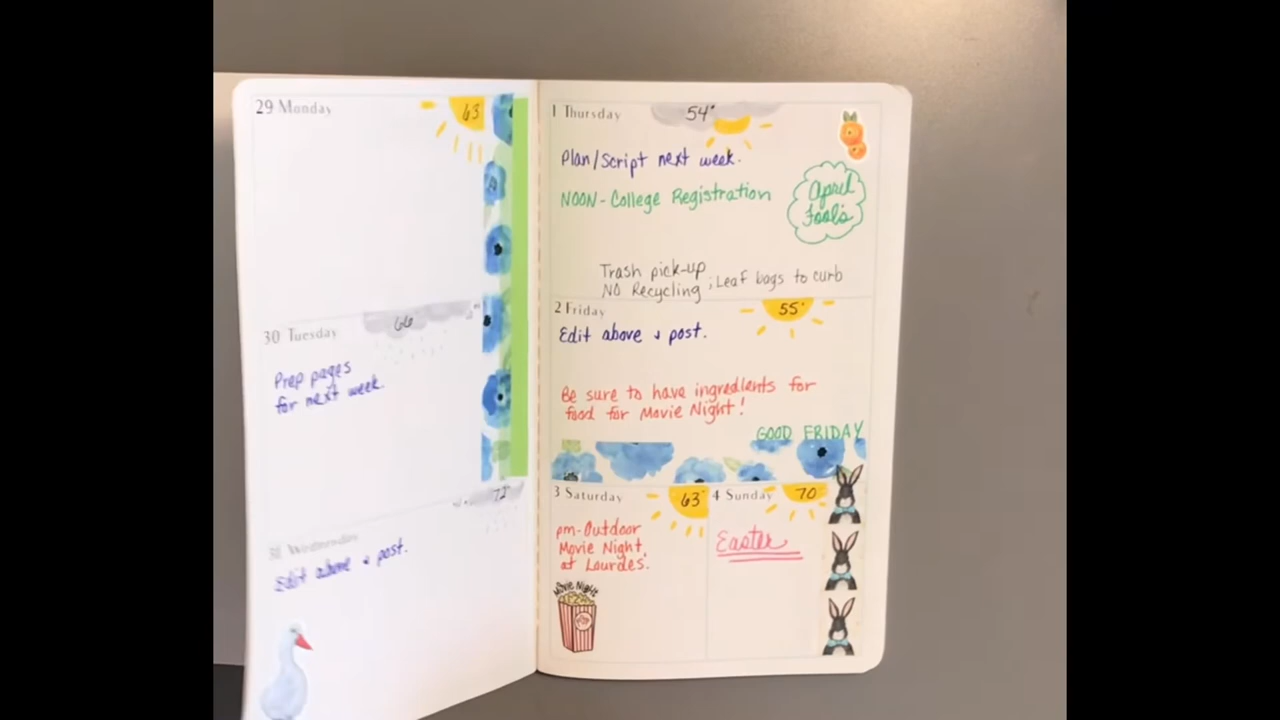 29 Monday
63
30 Tuesday
66
Prep pages
for next week.
72°
31 Wednesday
Edit above & post.
1 Thursday
54°
Plan/Script next week.
NOON - College Registration
April
Fools
Trash pick-up
NO Recycling ; Leaf bags to curb
2 Friday
55°
Edit above & post.
Be sure to have ingredients for
food for Movie Night!
GOOD FRIDAY
3 Saturday
63°
pm-Outdoor
Movie Night
at Lourdes'.
Movie Night
4 Sunday
70
Easter